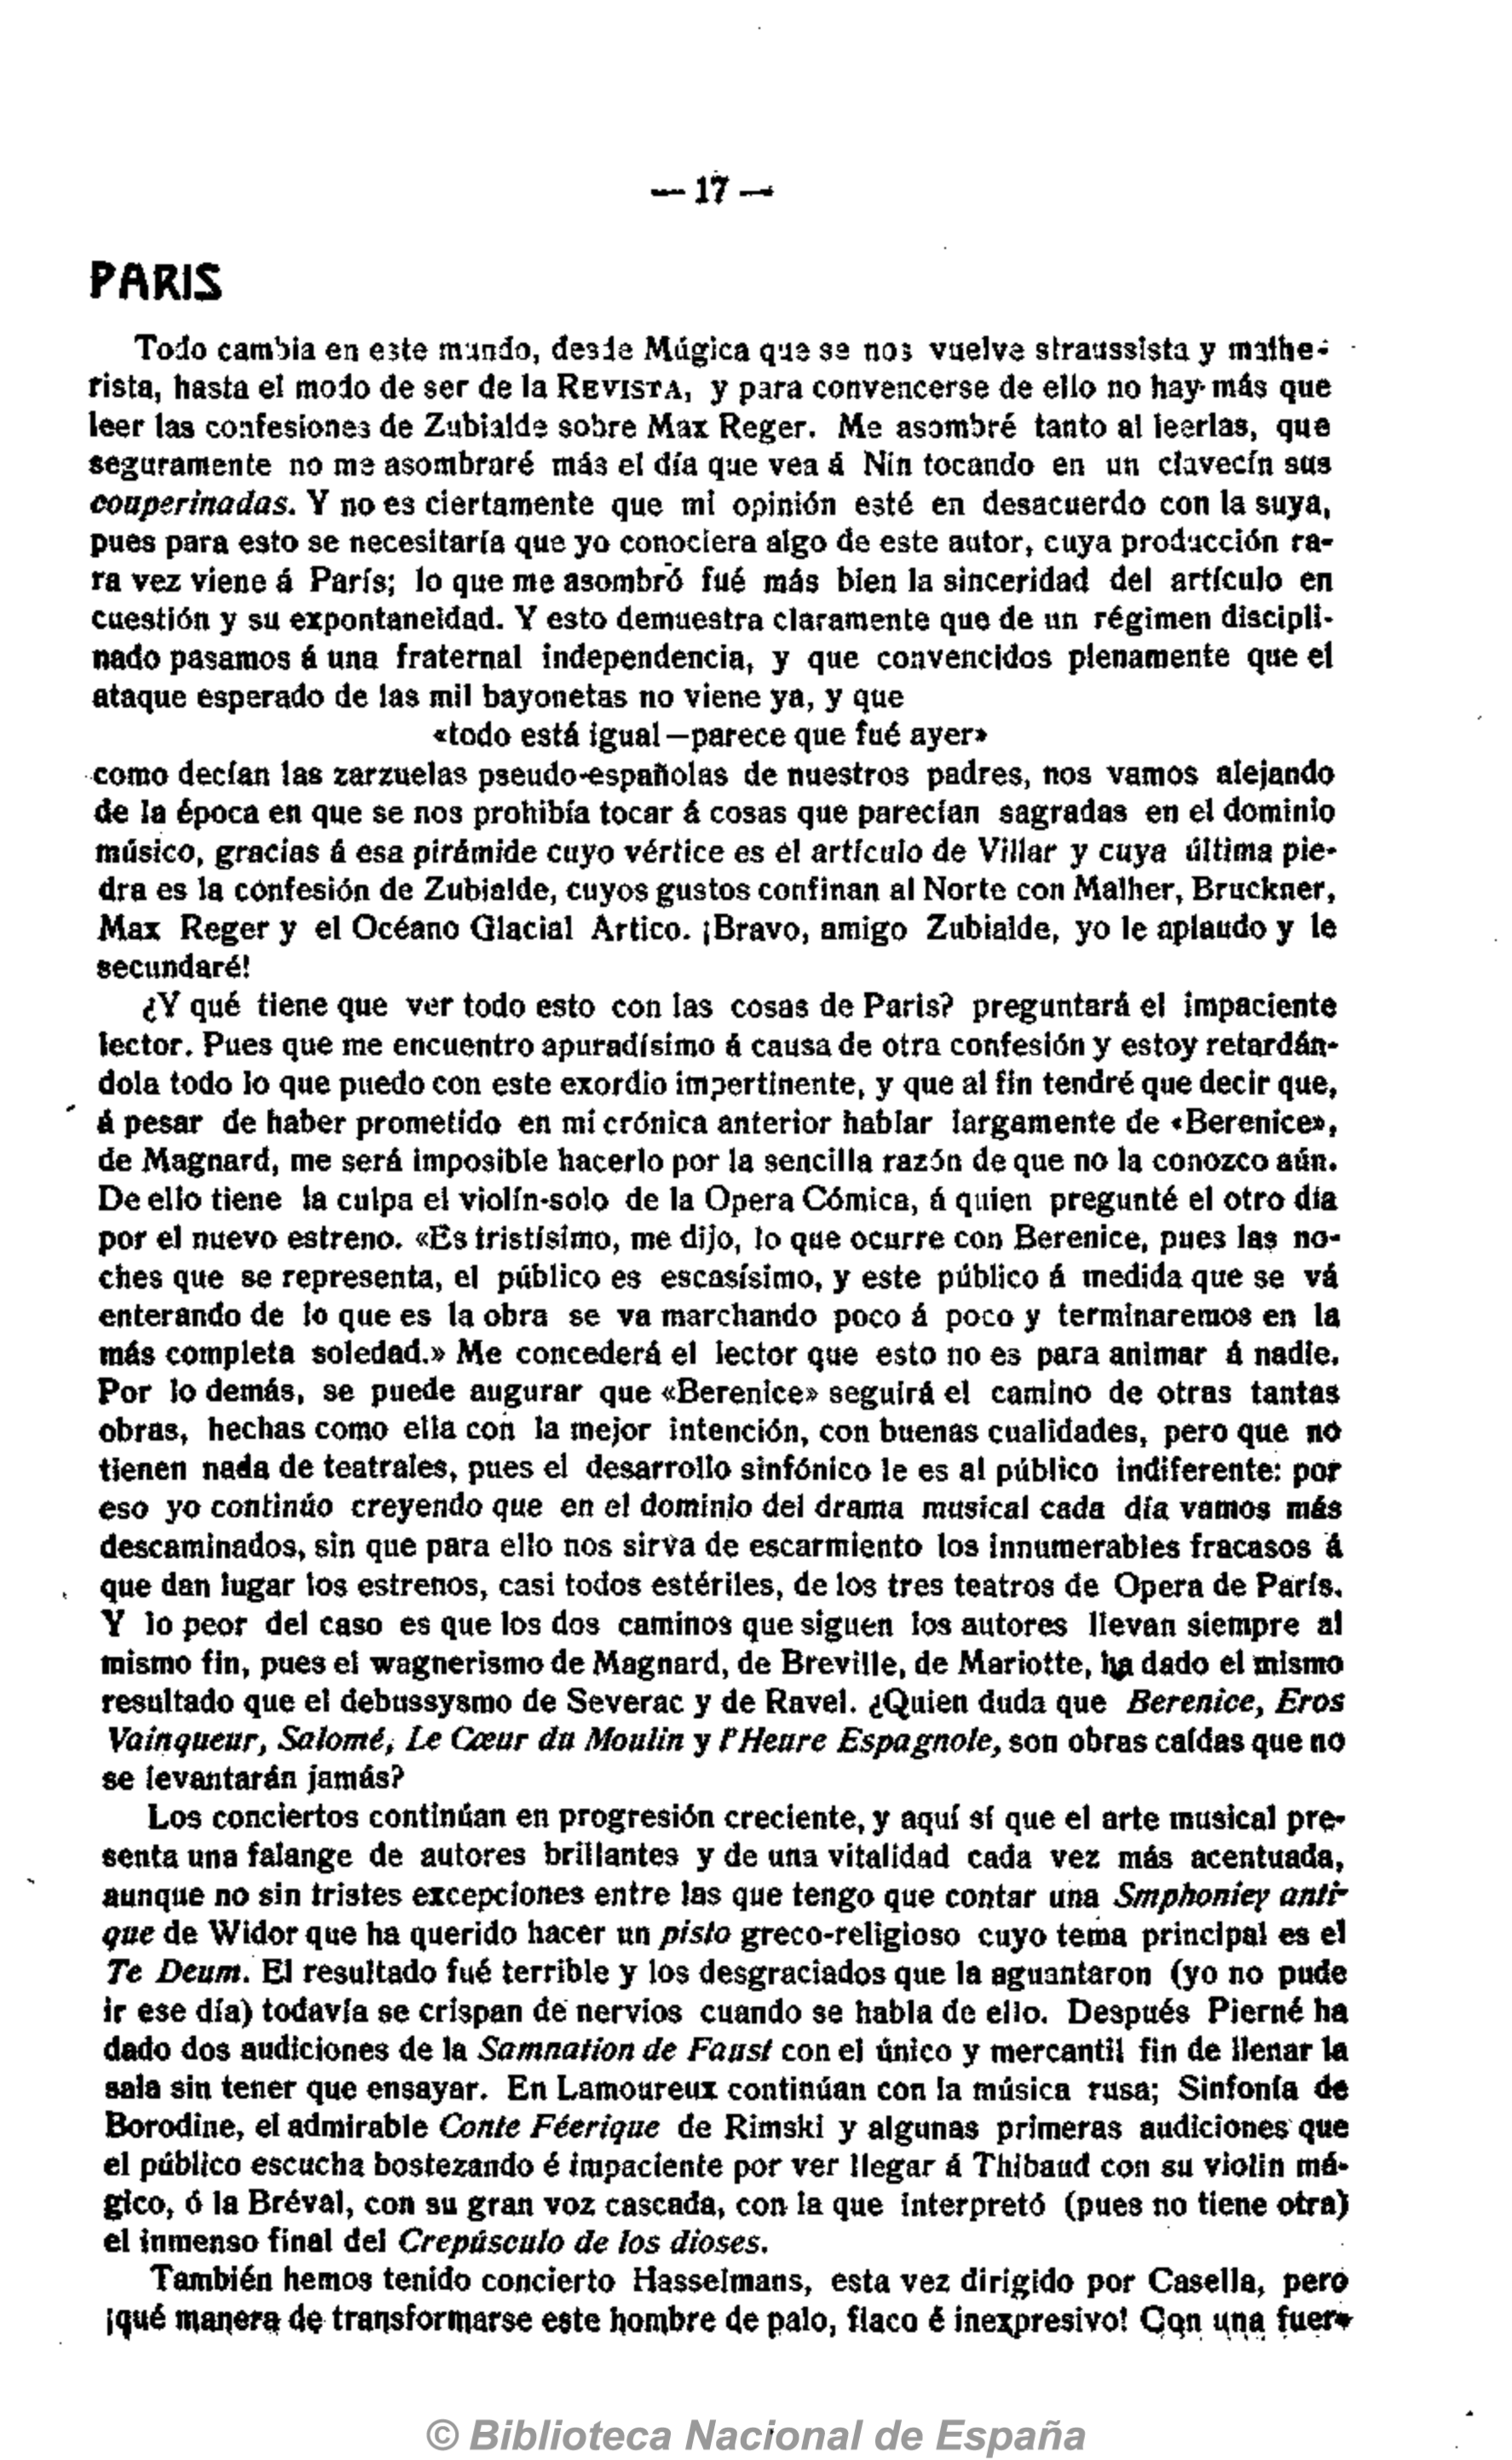 — 17 —
PARIS
Todo cambia en este mundo, desde Múgica que se nos vuelve straussista y malhe-
rista, hasta el modo de ser de la REVISTA, y para convencerse de ello no hay más que
leer las confesiones de Zubialde sobre Max Reger. Me asombré tanto al leerlas, que
seguramente no me asombraré más el día que vea á Nin tocando en un clavecín sus
couperinadas. Y no es ciertamente que mi opinión esté en desacuerdo con la suya,
pues para esto se necesitaría que yo conociera algo de este autor, cuya producción ra-
ra vez viene á París; lo que me asombró fué más bien la sinceridad del artículo en
cuestión y su expontaneidad. Y esto demuestra claramente que de un régimen discipli-
nado pasamos á una fraternal independencia, y que convencidos plenamente que el
ataque esperado de las mil bayonetas no viene ya, y que
«todo está igual—parece que fué ayer»
como decían las zarzuelas pseudo-españolas de nuestros padres, nos vamos alejando
de la época en que se nos prohibía tocar á cosas que parecían sagradas en el dominio
músico, gracias á esa pirámide cuyo vértice es el artículo de Villar y cuya última pie-
dra es la confesión de Zubialde, cuyos gustos confinan al Norte con Malher, Bruckner,
Max Reger y el Océano Glacial Artico. ¡Bravo, amigo Zubialde, yo le aplaudo y le
secundaré!
¿Y qué tiene que ver todo esto con las cosas de Paris? preguntará el impaciente
lector. Pues que me encuentro apuradísimo á causa de otra confesión y estoy retardán-
dola todo lo que puedo con este exordio impertinente, y que al fin tendré que decir que,
á pesar de haber prometido en mi crónica anterior hablar largamente de «Berenice»,
de Magnard, me será imposible hacerlo por la sencilla razón de que no la conozco aún.
De ello tiene la culpa el violín-solo de la Opera Cómica, á quien pregunté el otro día
por el nuevo estreno. «Es tristísimo, me dijo, lo que ocurre con Berenice, pues las no-
ches que se representa, el público es escasísimo, y este público á medida que se vá
enterando de lo que es la obra se va marchando poco á poco y terminaremos en la
más completa soledad.» Me concederá el lector que esto no es para animar á nadie.
Por lo demás, se puede augurar que «Berenice» seguirá el camino de otras tantas
obras, hechas como ella con la mejor intención, con buenas cualidades, pero que no
tienen nada de teatrales, pues el desarrollo sinfónico le es al público indiferente: por
eso yo continúo creyendo que en el dominio del drama musical cada día vamos más
descaminados, sin que para ello nos sirva de escarmiento los innumerables fracasos á
que dan lugar los estrenos, casi todos estériles, de los tres teatros de Opera de París.
Y lo peor del caso es que los dos caminos que siguen los autores llevan siempre al
mismo fin, pues el wagnerismo de Magnard, de Breville, de Mariotte, ha dado el mismo
resultado que el debussysmo de Severac y de Ravel. ¿Quien duda que Berenice, Eros
Vainqueur, Salomé, Le Cœur du Moulin y l'Heure Espagnole, son obras caídas que no
se levantarán jamás?
Los conciertos continúan en progresión creciente, y aquí sí que el arte musical pre-
senta una falange de autores brillantes y de una vitalidad cada vez más acentuada,
aunque no sin tristes excepciones entre las que tengo que contar una Smphoniey anti-
que de Widor que ha querido hacer un pisto greco-religioso cuyo tema principal es el
Te Deum. El resultado fué terrible y los desgraciados que la aguantaron (yo no pude
ir ese día) todavía se crispan de nervios cuando se habla de ello. Después Pierné ha
dado dos audiciones de la Samnation de Faust con el único y mercantil fin de llenar la
sala sin tener que ensayar. En Lamoureux continúan con la música rusa; Sinfonía de
Borodine, el admirable Conte Féerique de Rimski y algunas primeras audiciones que
el público escucha bostezando é impaciente por ver llegar á Thibaud con su violin má-
gico, ó la Bréval, con su gran voz cascada, con la que interpretó (pues no tiene otra)
el inmenso final del Crepúsculo de los dioses.
También hemos tenido concierto Hasselmans, esta vez dirigido por Casella, pero
¡qué manera de transformarse este hombre de palo, flaco é inexpresivo! Con una fuer-
© Biblioteca Nacional de España